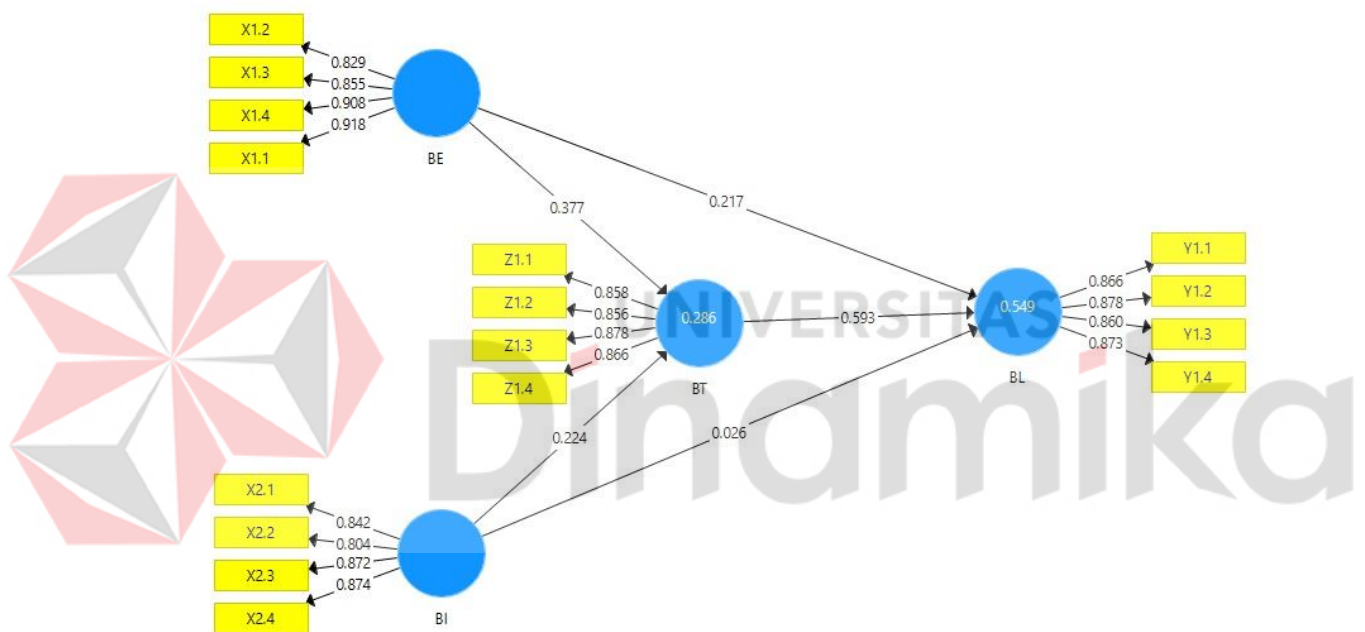 X1.2
X1.3
X1.4
X1.1
0.829
0.855
0.908
0.918
BE
0.377
0.217
Z1.1
Z1.2
Z1.3
Z1.4
0.858
0.856
0.878
0.866
0.286
BT
0.593
0.549
BL
0.866
0.878
0.860
0.873
Y1.1
Y1.2
Y1.3
Y1.4
0.224
0.026
X2.1
X2.2
X2.3
X2.4
0.842
0.804
0.872
0.874
BI
UNIVERSITAS
Dinamika